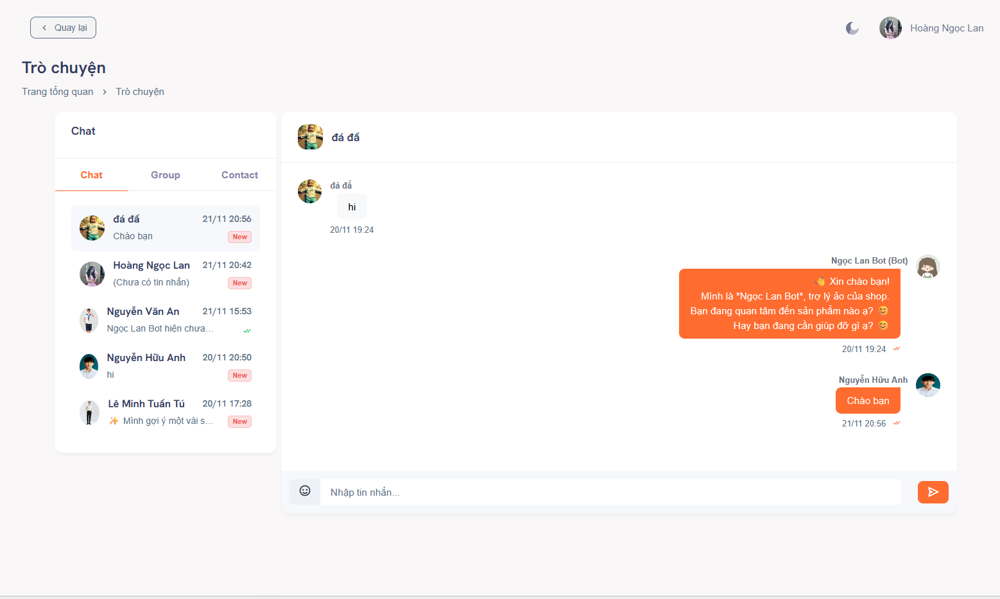 Quay lại
Hoàng Ngọc Lan
Trò chuyện
Trang tổng quan > Trò chuyện
Chat
Chat Group Contact
đá đấ 21/11 20:56
Chào bạn New
Hoàng Ngọc Lan 21/11 20:42
(Chưa có tin nhắn) New
Nguyễn Văn An 21/11 15:53
Ngọc Lan Bot hiện chưa...
Nguyễn Hữu Anh 20/11 20:50
hi New
Lê Minh Tuấn Tú 20/11 17:28
✨ Mình gợi ý một vài s... New
đá đấ
đá đấ
hi
20/11 19:24
Ngọc Lan Bot (Bot)
👋 Xin chào bạn!
Mình là *Ngọc Lan Bot*, trợ lý ảo của shop.
Bạn đang quan tâm đến sản phẩm nào ạ? 😊
Hay bạn đang cần giúp đỡ gì ạ? 😊
20/11 19:24
Nguyễn Hữu Anh
Chào bạn
21/11 20:56
Nhập tin nhắn...